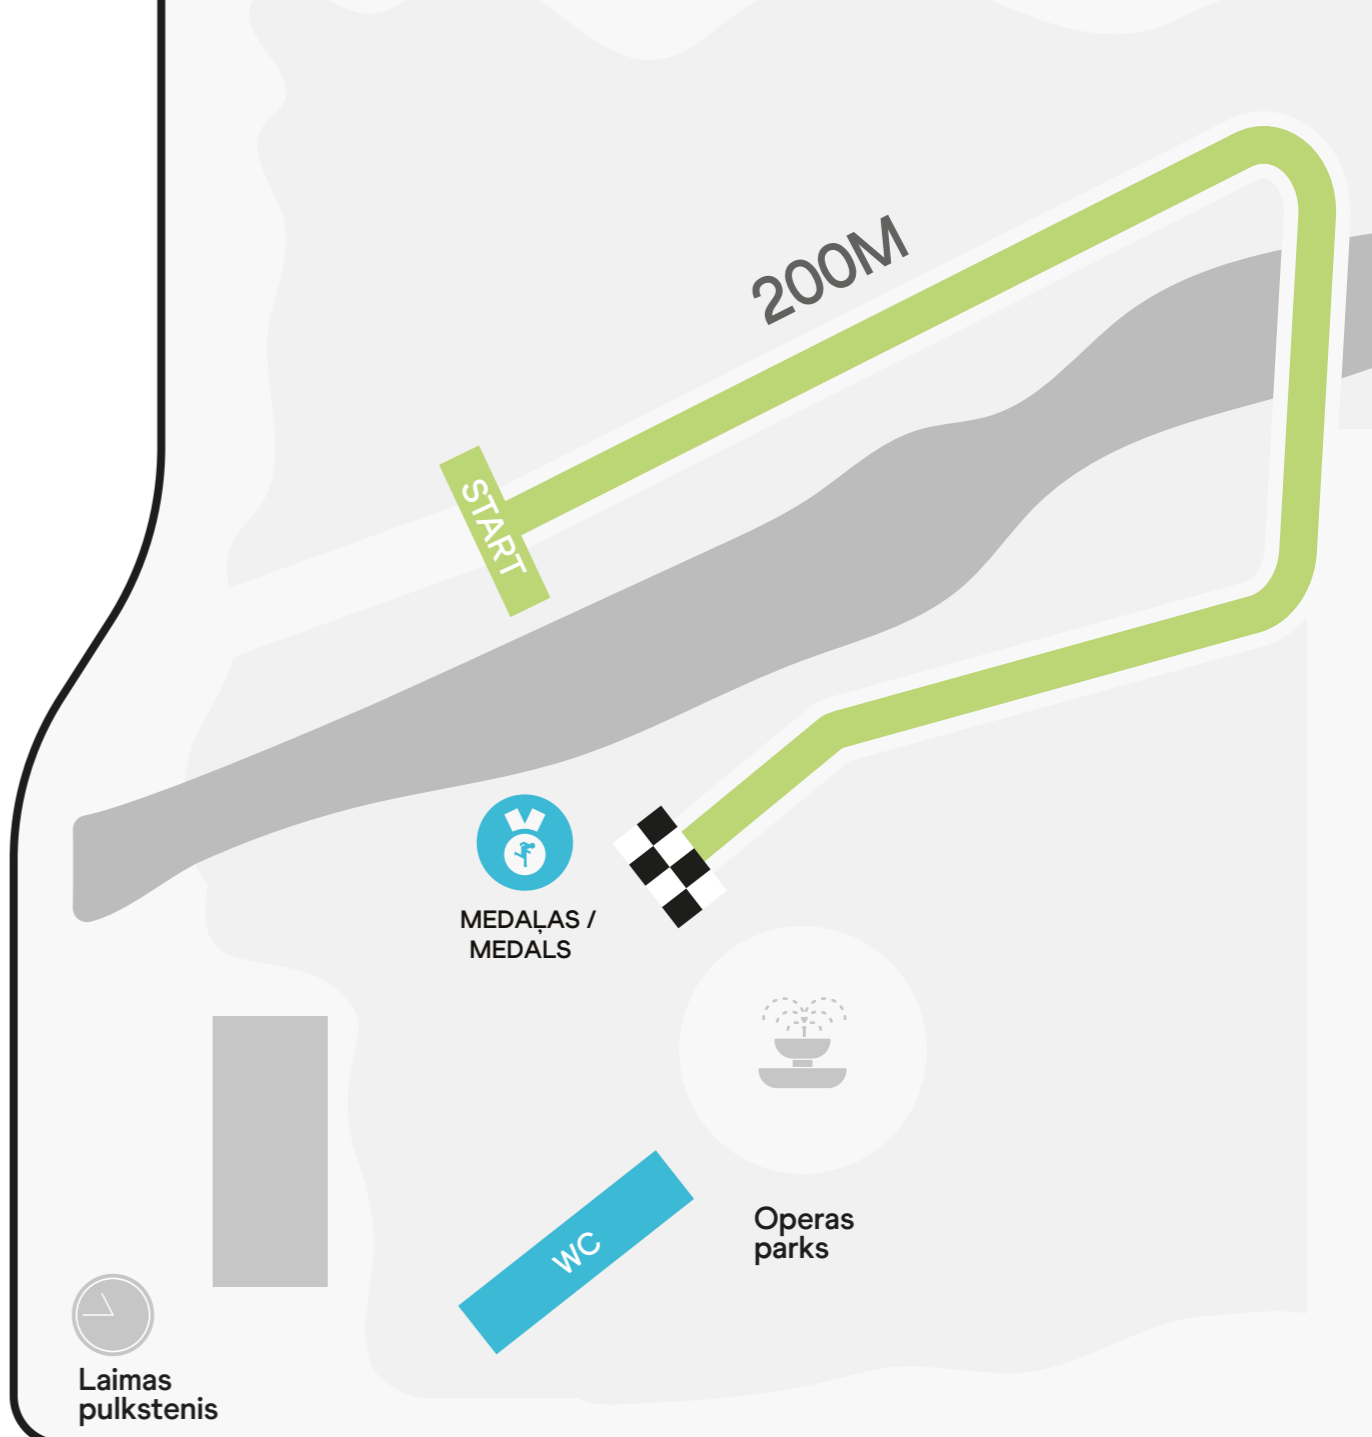 200M
START
MEDAĻAS /
MEDALS
Operas
parks
WC
Laimas
pulkstenis